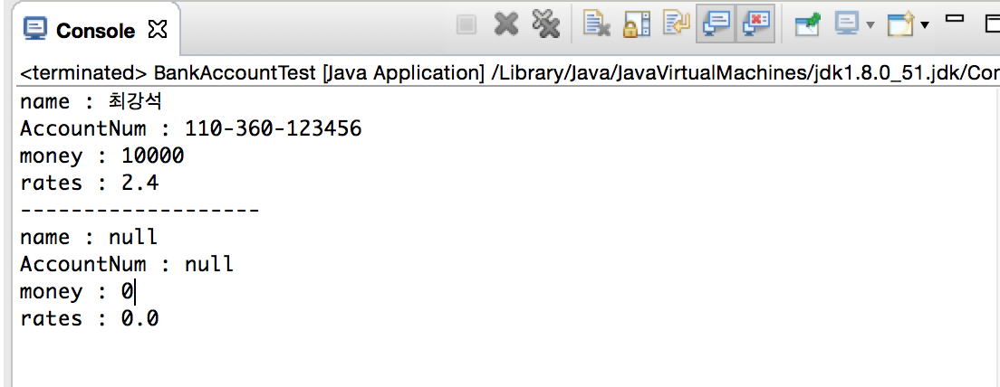 Console
<terminated> BankAccountTest [Java Application] /Library/Java/JavaVirtualMachines/jdk1.8.0_51.jdk/Cor
name : 최강석
AccountNum : 110-360-123456
money : 10000
rates : 2.4
-------------------
name : null
AccountNum : null
money : 0
rates : 0.0